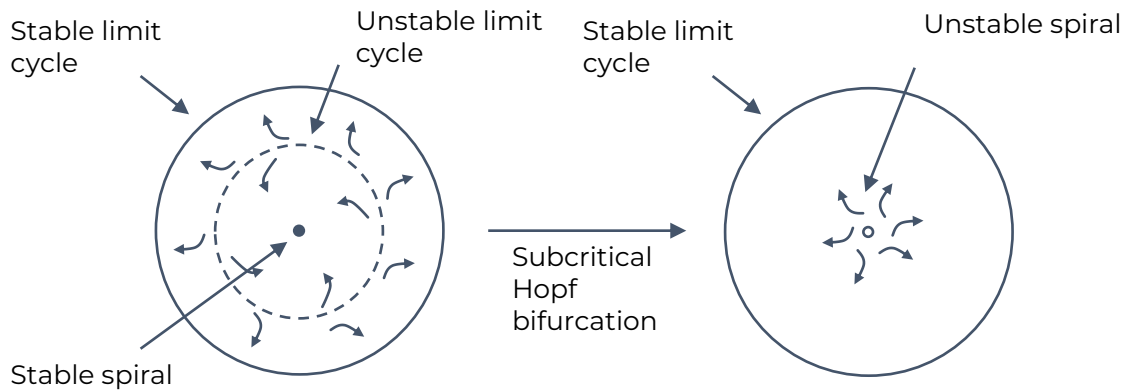 Stable limit
cycle
Unstable limit
cycle
Stable spiral
Subcritical
Hopf
bifurcation
Stable limit
cycle
Unstable spiral